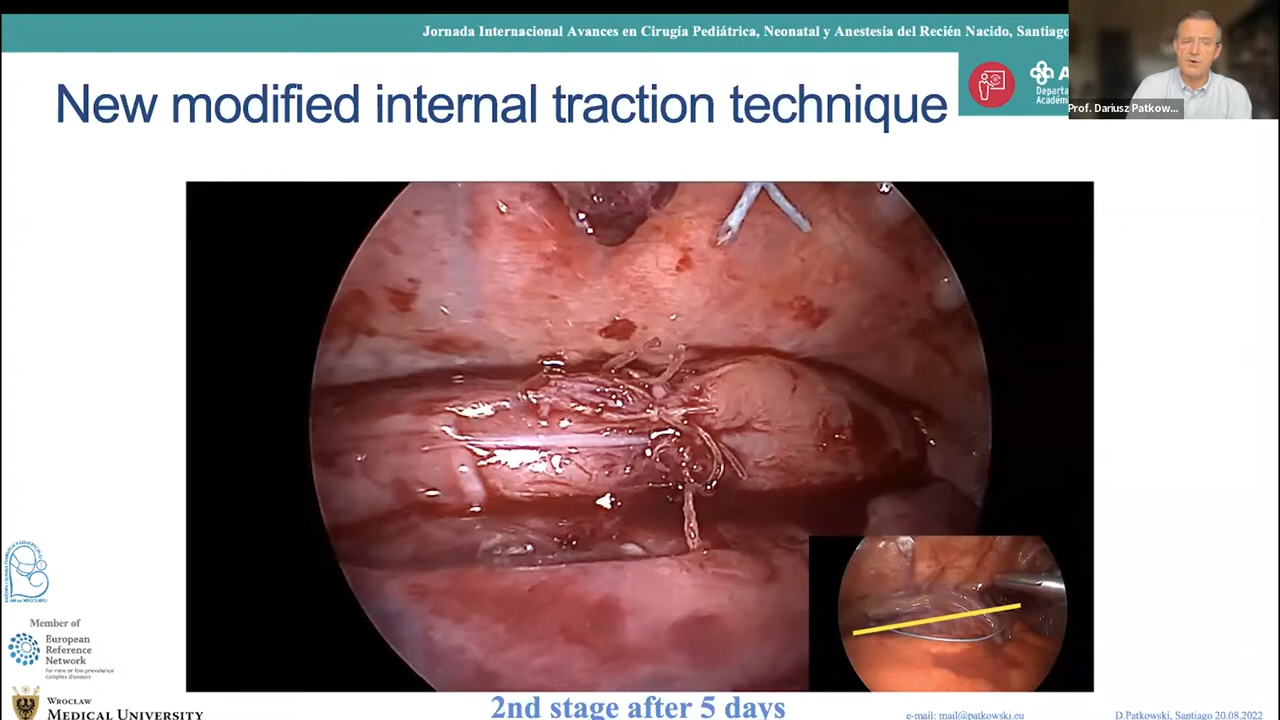 Jornada Internacional Avances en Cirugía Pediátrica, Neonatal y Anestesia del Recién Nacido, Santiago
New modified internal traction technique
Prof. Dariusz Patkow...
Member of
European
Reference
Network
for rare or low prevalence
complex diseases
WROCLAW
MEDICAL UNIVERSITY
2nd stage after 5 days
e-mail: mail@patkowski.eu
D.Patkowski, Santiago 20.08.2022